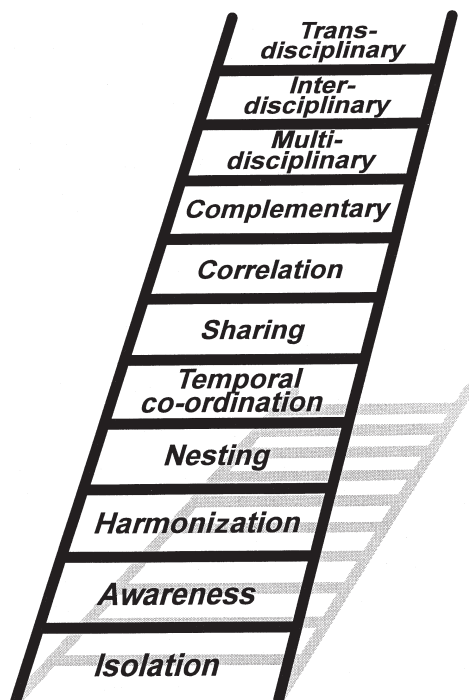 Trans-
disciplinary
Inter-
disciplinary
Multi-
disciplinary
Complementary
Correlation
Sharing
Temporal
co-ordination
Nesting
Harmonization
Awareness
Isolation